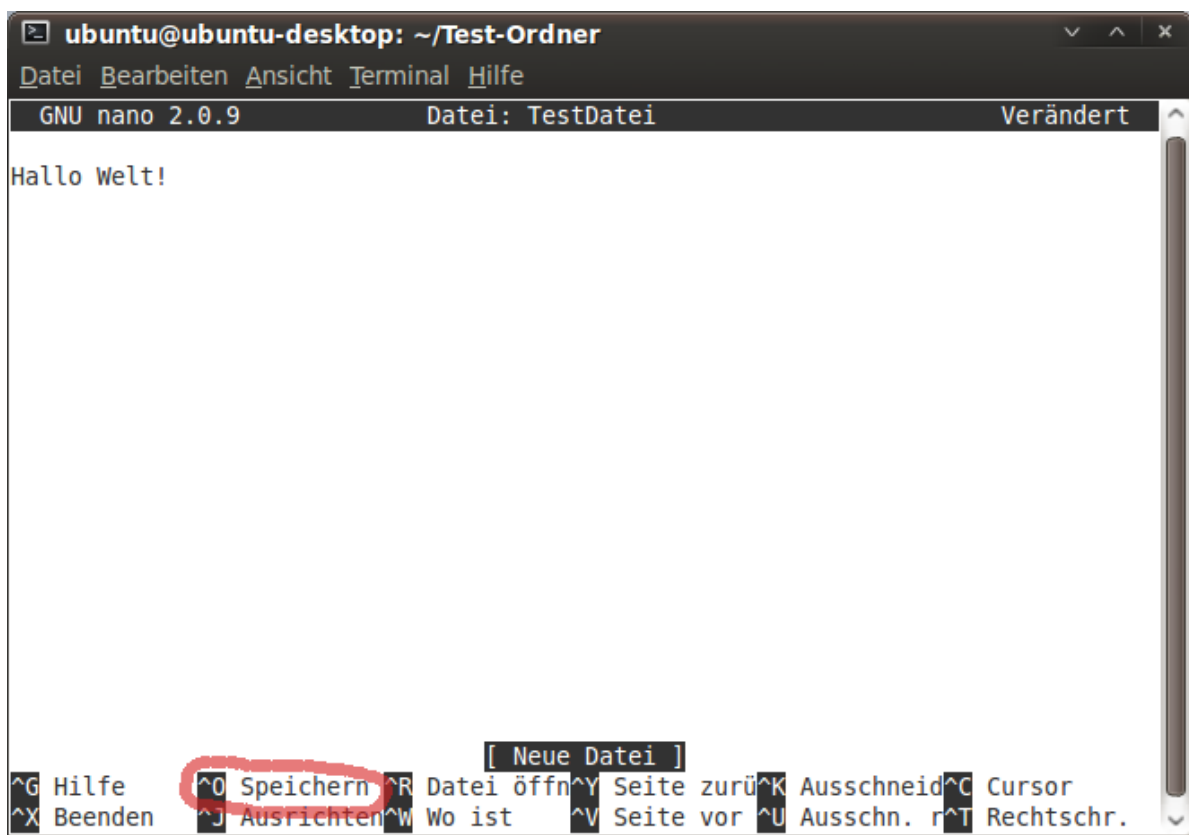 ubuntu@ubuntu-desktop: ~/Test-Ordner
Datei Bearbeiten Ansicht Terminal Hilfe
GNU nano 2.0.9 Datei: TestDatei Verändert
Hallo Welt!
[ Neue Datei ]
^G Hilfe ^O Speichern ^R Datei öffn^Y Seite zurü^K Ausschneid^C Cursor
^X Beenden ^J Ausrichten^W Wo ist ^V Seite vor ^U Ausschn. r^T Rechtschr.